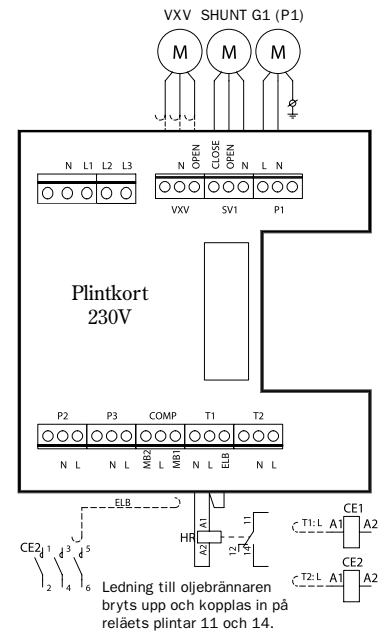 VXV SHUNT G1 (P1)
M M M
N L1 L2 L3
N OPEN CLOSE OPEN N L N
VXV SV1 P1
Plintkort
230V
P2 P3 COMP T1 T2
N L N L MB2 MB1 N L ELB N L
ELB
CE2 1 3 5
2 4 6
HR A1 A2 11 12 14
CE1
T1: L A1 A2
CE2
T2: L A1 A2
Ledning till oljebrännaren
bryts upp och kopplas in på
reläets plintar 11 och 14.